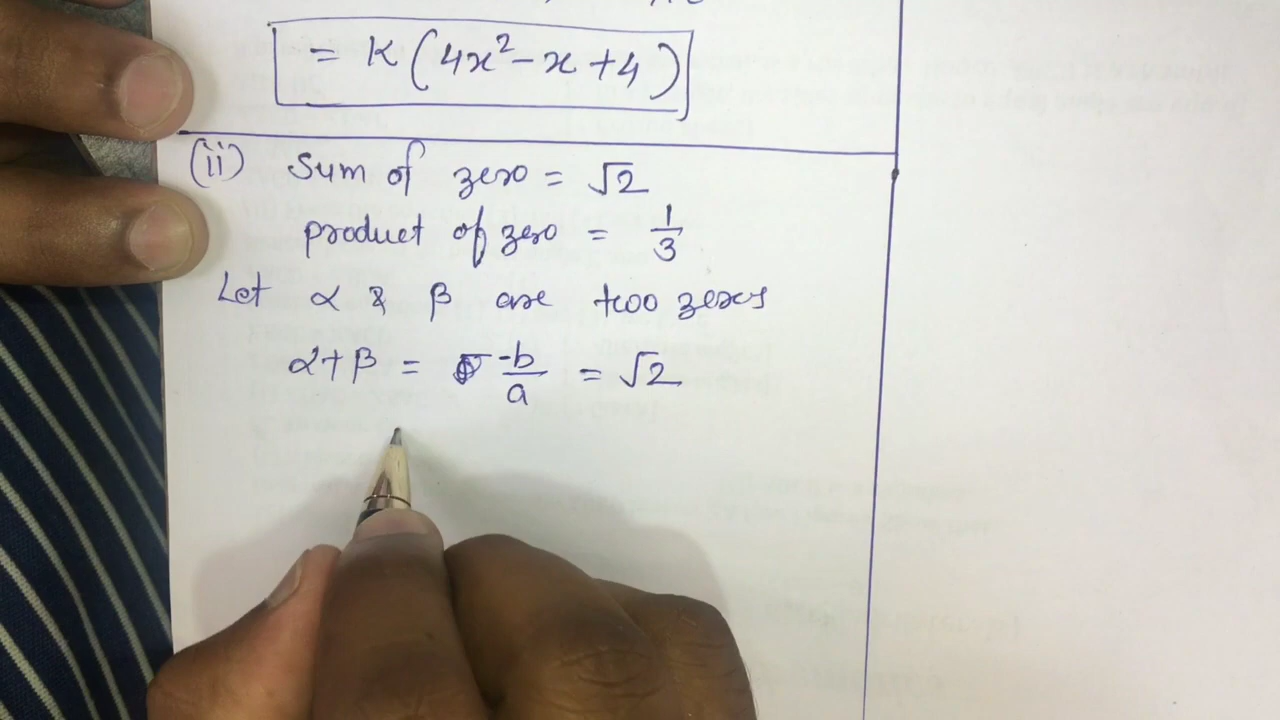 = K (4x² - x + 4)
(ii) Sum of zero = √2
product of zero = 1/3
Let α & β are two zeros
α + β = -b/a = √2